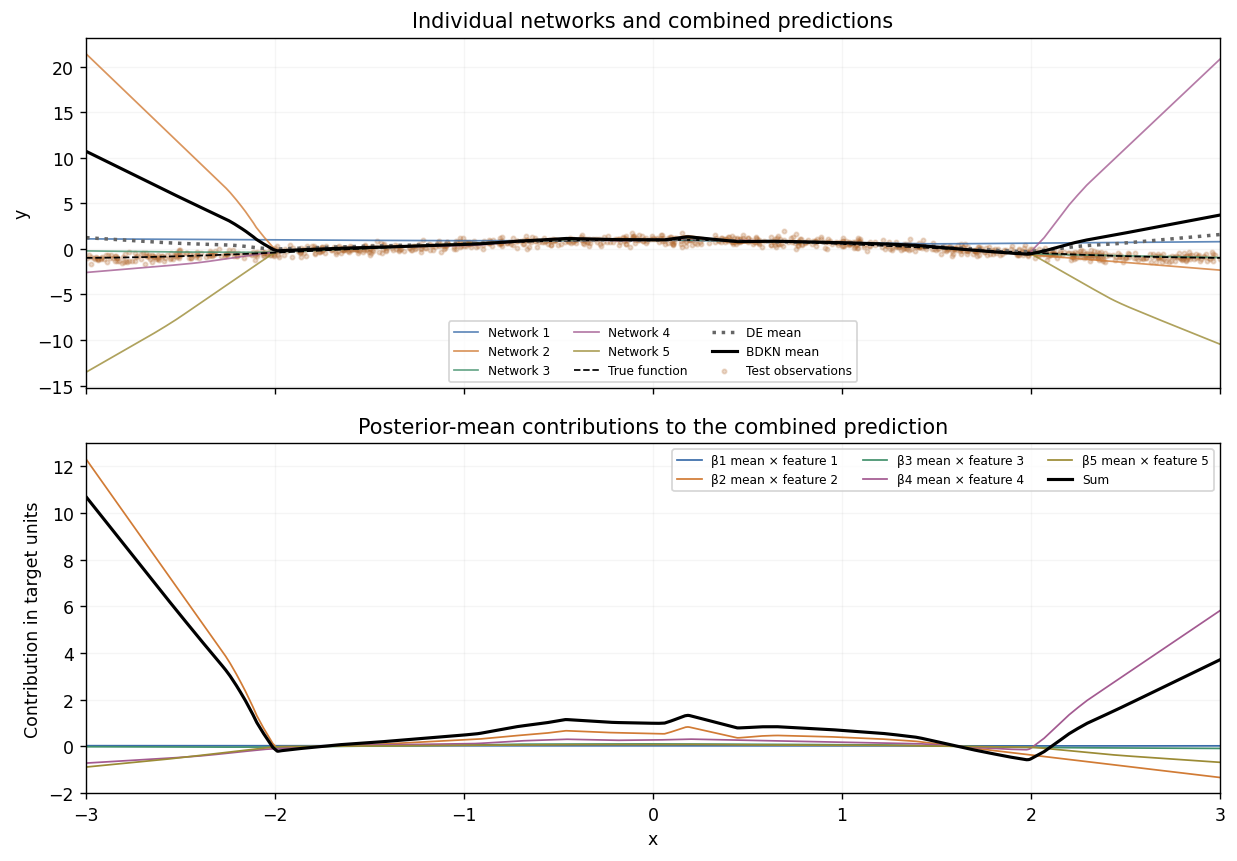 Individual networks and combined predictions
20
15
10
5
0
−5
−10
−15
y
Network 1
Network 2
Network 3
Network 4
Network 5
True function
DE mean
BDKN mean
Test observations
Posterior-mean contributions to the combined prediction
12
10
8
6
4
2
0
−2
Contribution in target units
β1 mean × feature 1
β2 mean × feature 2
β3 mean × feature 3
β4 mean × feature 4
β5 mean × feature 5
Sum
−3 −2 −1 0 1 2 3
x